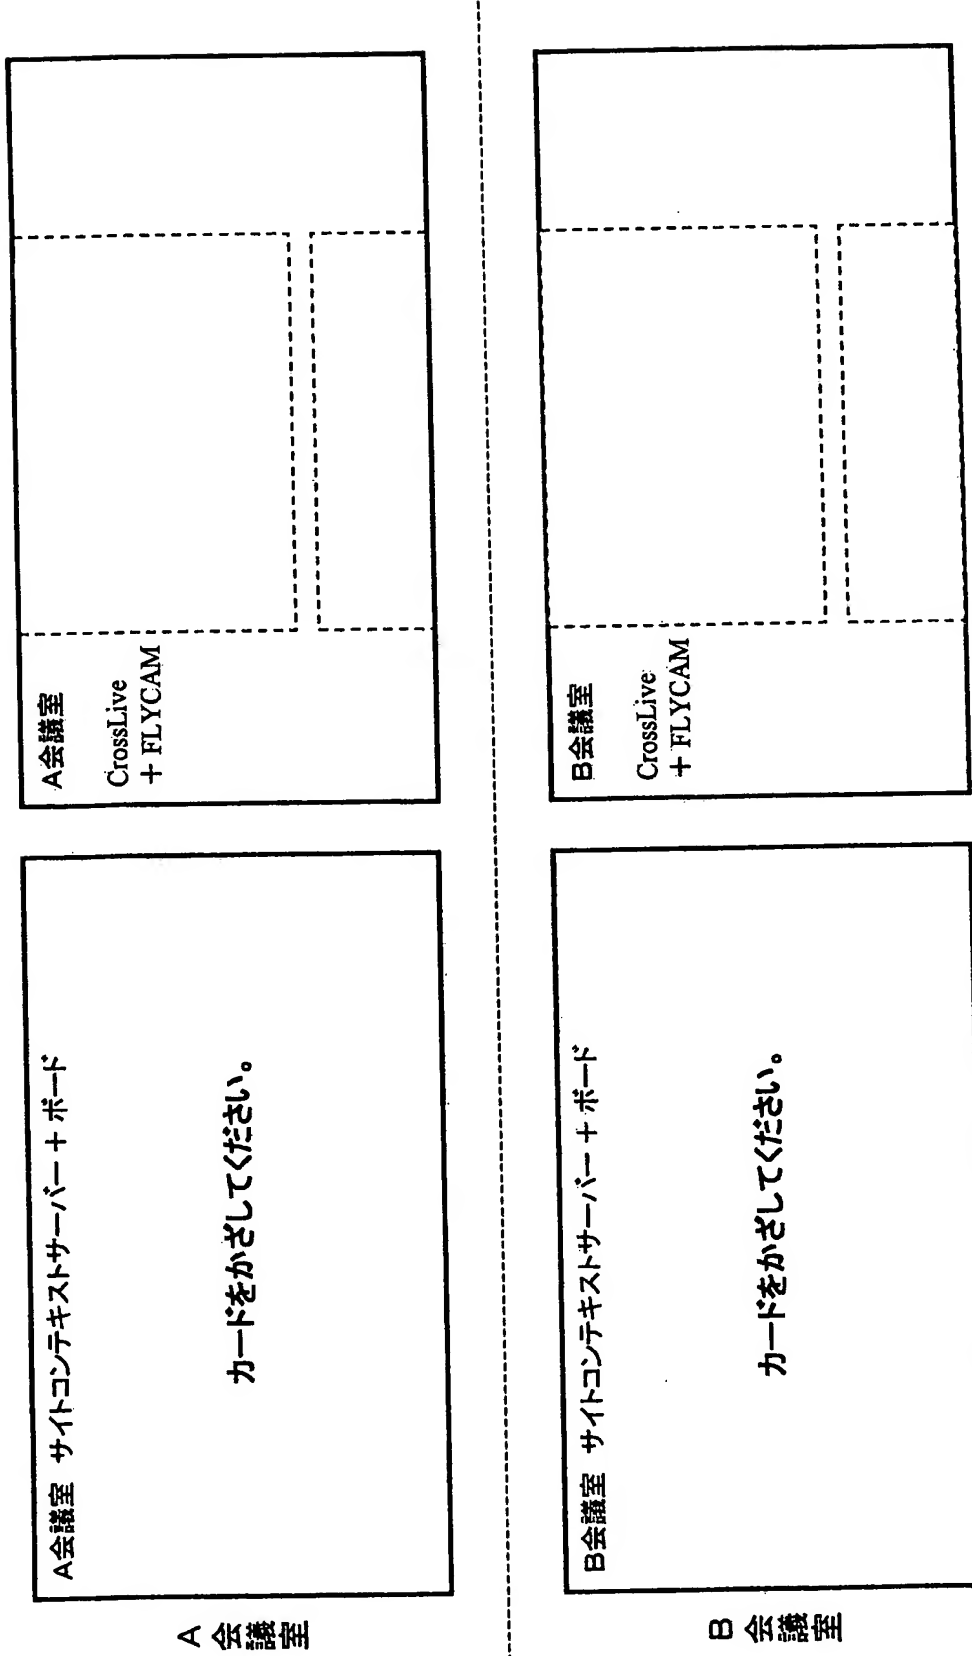 A会議室
A会議室 サイトコンテキストサーバー+ボード
カードをかざしてください。
A会議室
CrossLive
+ FLYCAM
B会議室
B会議室 サイトコンテキストサーバー+ボード
カードをかざしてください。
B会議室
CrossLive
+ FLYCAM